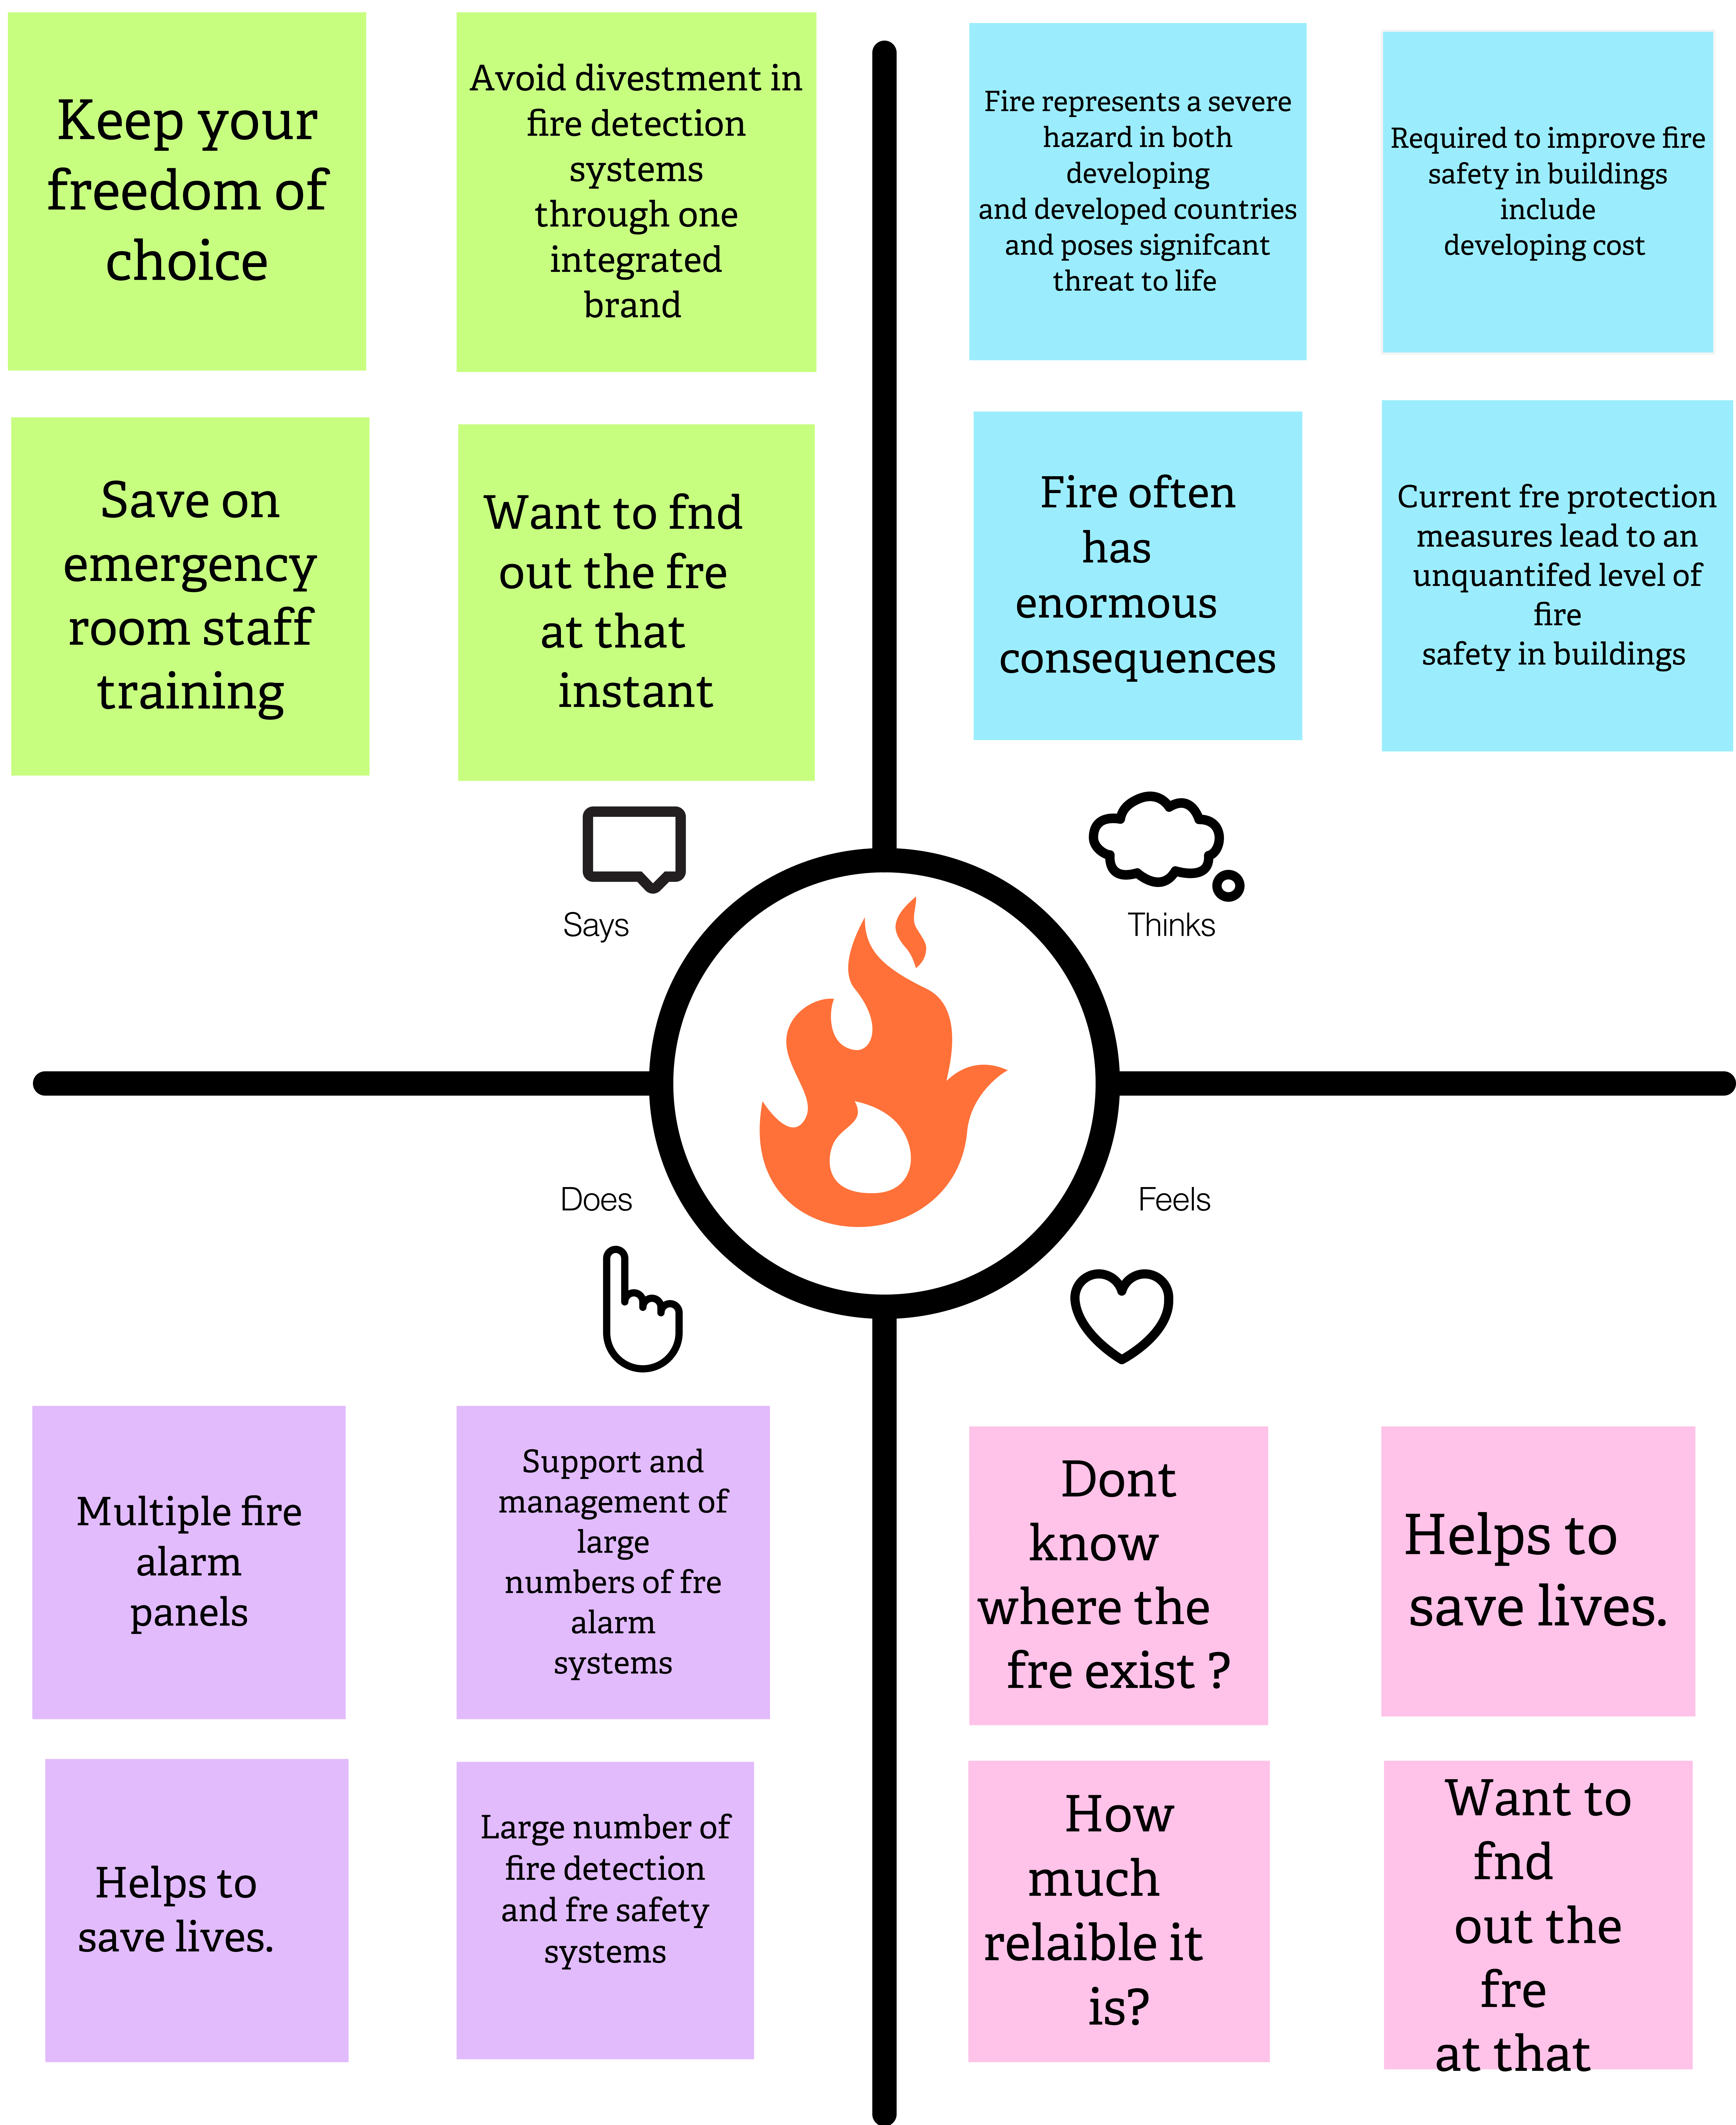 Keep your
freedom of
choice
Avoid divestment in
fire detection
systems
through one
integrated
brand
Save on
emergency
room staff
training
Want to fnd
out the fre
at that
instant
Says
Fire represents a severe
hazard in both
developing
and developed countries
and poses signifcant
threat to life
Required to improve fire
safety in buildings
include
developing cost
Fire often
has
enormous
consequences
Current fre protection
measures lead to an
unquantifed level of
fire
safety in buildings
Thinks
Does
Multiple fire
alarm
panels
Support and
management of
large
numbers of fre
alarm
systems
Helps to
save lives.
Large number of
fire detection
and fre safety
systems
Feels
Dont
know
where the
fre exist ?
Helps to
save lives.
How
much
relaible it
is?
Want to
fnd
out the
fre
at that